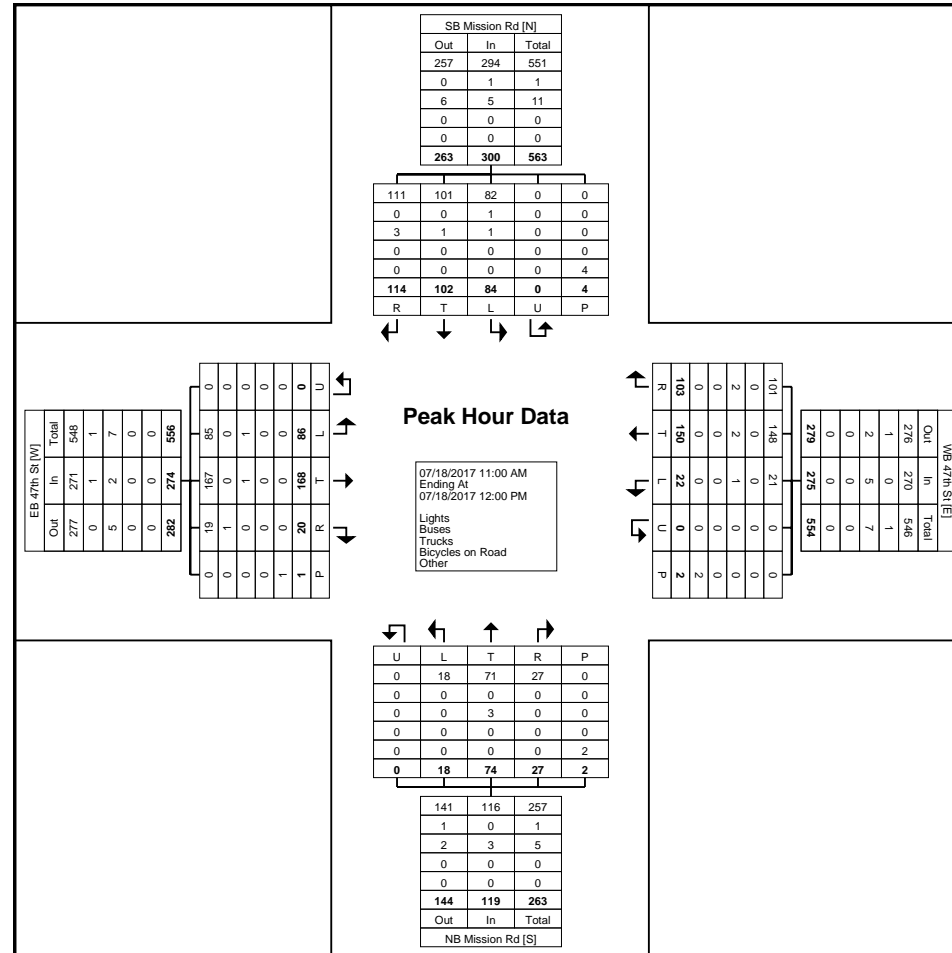 SB Mission Rd [N]
Out In Total
257 294 551
0 1 1
6 5 11
0 0 0
0 0 0
263 300 563
111 101 82 0 0
0 0 1 0 0
3 1 1 0 0
0 0 0 0 0
0 0 0 0 4
114 102 84 0 4
R T L U P
EB 47th St [W]
Out In Total
277 271 548
0 1 1
5 2 7
0 0 0
0 0 0
282 274 556
0 19 167 85 0
0 1 0 0 0
0 0 1 1 0
0 0 0 0 0
1 0 0 0 0
1 20 168 86 0
P R T L U
Peak Hour Data
07/18/2017 11:00 AM
Ending At
07/18/2017 12:00 PM
Lights
Buses
Trucks
Bicycles on Road
Other
WB 47th St [E]
Out In Total
276 270 546
1 0 1
2 5 7
0 0 0
0 0 0
279 275 554
101 148 21 0 0
0 0 0 0 0
2 2 1 0 0
0 0 0 0 0
0 0 0 0 2
103 150 22 0 2
R T L U P
U L T R P
0 18 71 27 0
0 0 0 0 0
0 0 3 0 0
0 0 0 0 0
0 0 0 0 2
0 18 74 27 2
141 116 257
1 0 1
2 3 5
0 0 0
0 0 0
144 119 263
Out In Total
NB Mission Rd [S]